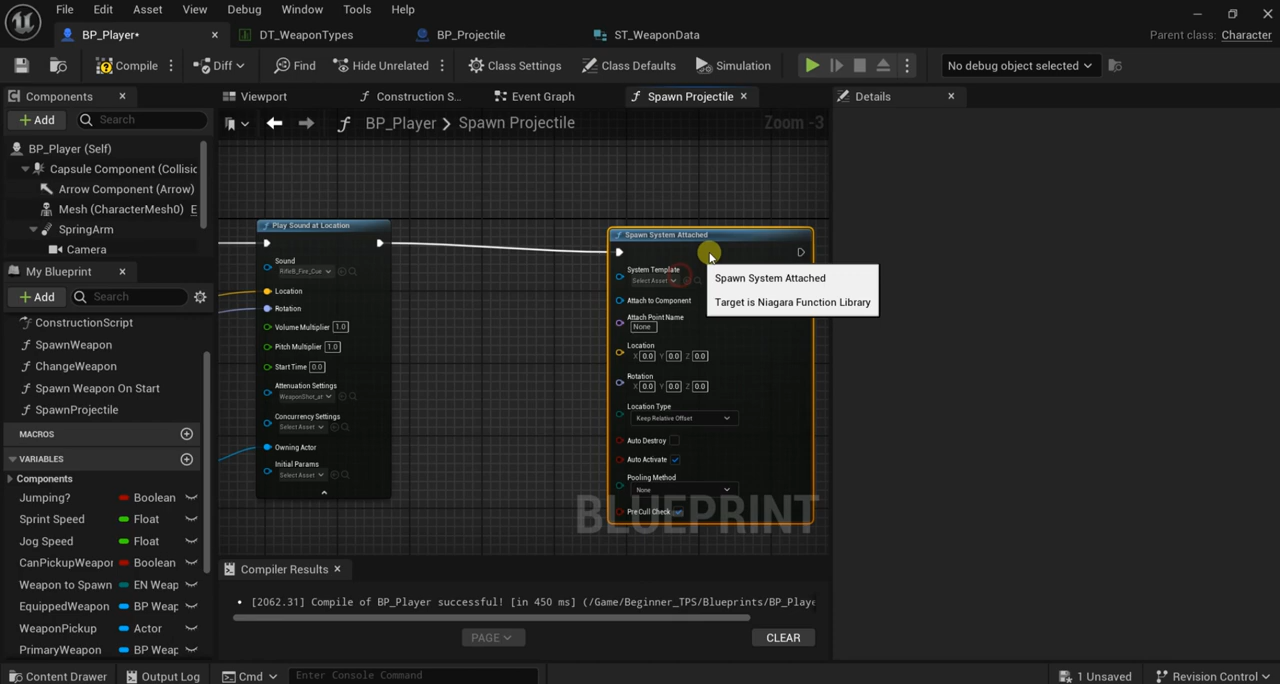 File Edit Asset View Debug Window Tools Help
BP_Player* DT_WeaponTypes BP_Projectile ST_WeaponData Parent class: Character
Compile Diff Find Hide Unrelated Class Settings Class Defaults Simulation No debug object selected
Components Viewport Construction S... Event Graph Spawn Projectile Details
Add Search BP_Player Spawn Projectile Zoom -3
BP_Player (Self)
Capsule Component (Collisic
Arrow Component (Arrow)
Mesh (CharacterMesh0) E
SpringArm
Camera
My Blueprint
Add Search
ConstructionScript
SpawnWeapon
ChangeWeapon
Spawn Weapon On Start
SpawnProjectile
MACROS
VARIABLES
Components
Jumping? Boolean
Sprint Speed Float
Jog Speed Float
CanPickupWeapor Boolean
Weapon to Spawn EN Weap
EquippedWeapon BP Weap
WeaponPickup Actor
PrimaryWeapon BP Weap
Play Sound at Location
Sound
RifleB_Fire_Cue
Location
Rotation
Volume Multiplier 1.0
Pitch Multiplier 1.0
Start Time 0.0
Attenuation Settings
WeaponShot_at
Concurrency Settings
Select Asset
Owning Actor
Initial Params
Select Asset
Spawn System Attached
System Template
Select Asset
Attach to Component
Attach Point Name
None
Location
X 0.0 Y 0.0 Z 0.0
Rotation
X 0.0 Y 0.0 Z 0.0
Location Type
Keep Relative Offset
Auto Destroy
Auto Activate
Pooling Method
None
Pre Cull Check
Spawn System Attached
Target is Niagara Function Library
BLUEPRINT
Compiler Results
[2062.31] Compile of BP_Player successful! [in 450 ms] (/Game/Beginner_TPS/Blueprints/BP_Playe
PAGE CLEAR
Content Drawer Output Log Cmd Enter Console Command 1 Unsaved Revision Control